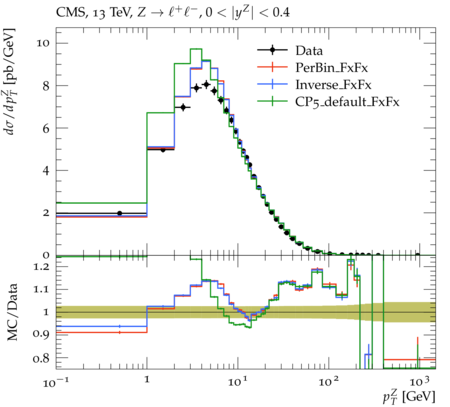 CMS, 13 TeV, Z → ℓ⁺ℓ⁻, 0 < |y^Z| < 0.4
dσ/dp_T^Z [pb/GeV]
10
8
6
4
2
0
Data
PerBin_FxFx
Inverse_FxFx
CP5_default_FxFx
MC/Data
1.2
1.1
1
0.9
0.8
10⁻¹ 1 10¹ 10² 10³
p_T^Z [GeV]